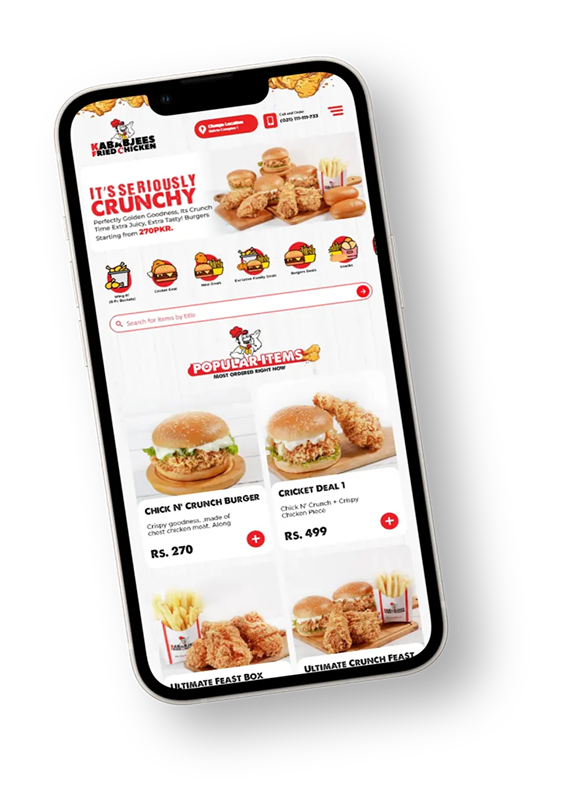 KABABJEES
FRIED CHICKEN
Change Location
Call and Order
(021) 111-111-733
IT'S SERIOUSLY
CRUNCHY
Perfectly Golden Goodness, Its Crunch
Time Extra Juicy, Extra Tasty! Burgers
Starting from 270PKR.
Wing It!
(8 Pc Buckets)
Cricket Deal
Exclusive Family Deals
Burgers Deals
Snacks
Search for items by title
POPULAR ITEMS
MOST ORDERED RIGHT NOW
CHICK N' CRUNCH BURGER
Crispy goodness, ,made of
chest chicken meat. Along
RS. 270
CRICKET DEAL 1
Chick N' Crunch + Crispy
Chicken Piece
RS. 499
ULTIMATE FEAST BOX
ULTIMATE CRUNCH FEAST